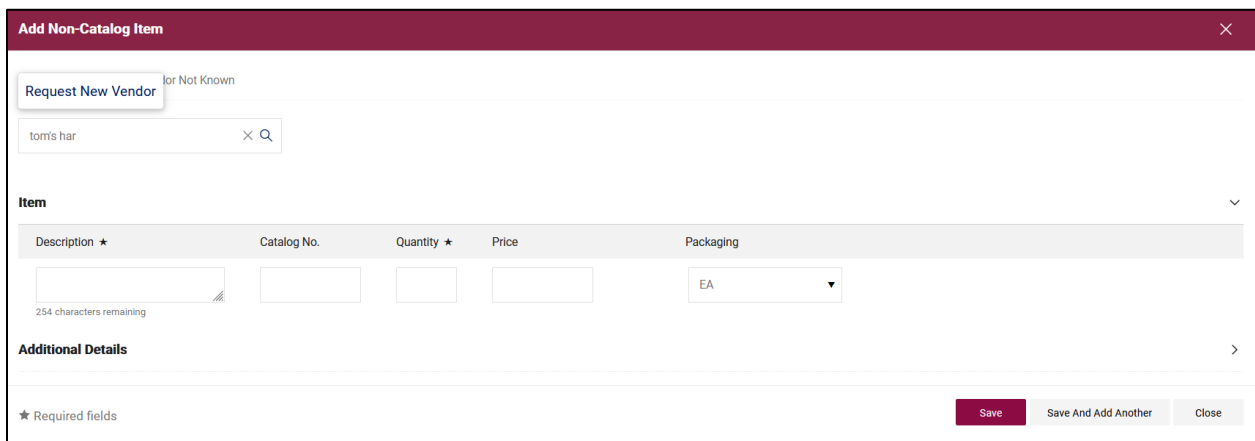 Add Non-Catalog Item
Request New Vendor
Not Known
tom's har
Item
Description ★ Catalog No. Quantity ★ Price Packaging
EA
254 characters remaining
Additional Details
★ Required fields
Save Save And Add Another Close